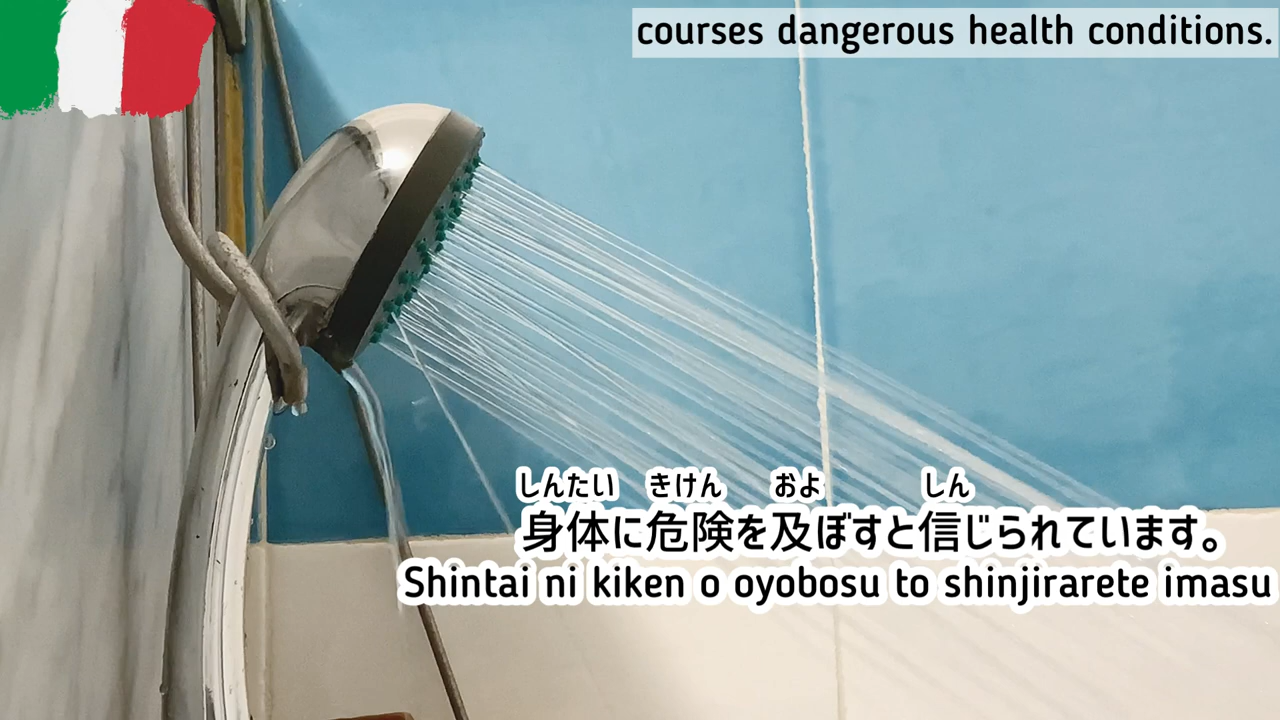 courses dangerous health conditions.
しんたい きけん およ しん
身体に危険を及ぼすと信じられています。
Shintai ni kiken o oyobosu to shinjirarete imasu